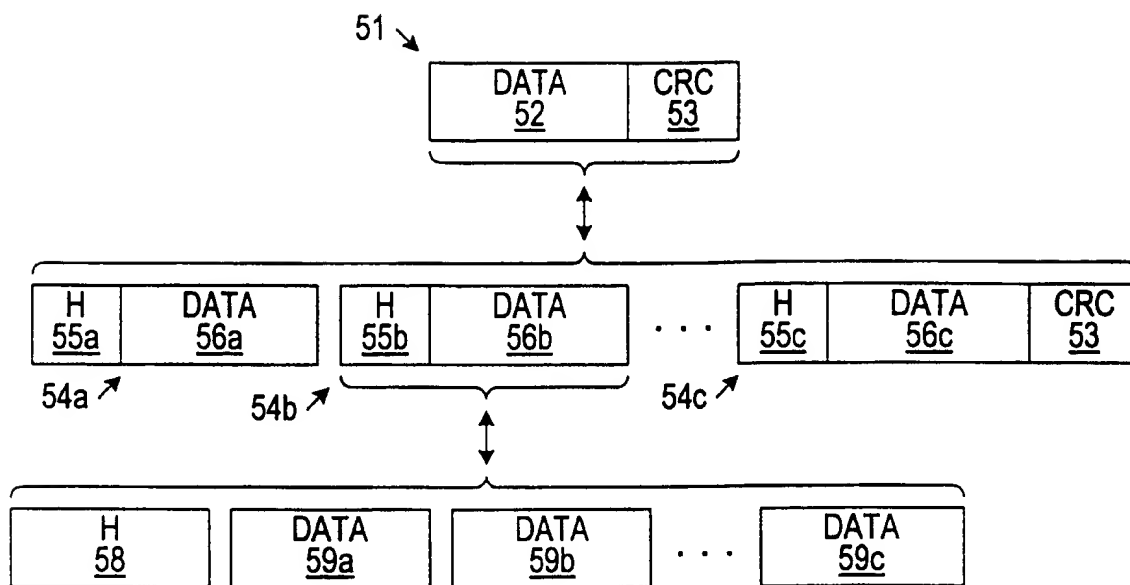 51
DATA CRC
52 53
H DATA H DATA . . . H DATA CRC
55a 56a 55b 56b 55c 56c 53
54a 54b 54c
H DATA DATA . . . DATA
58 59a 59b 59c